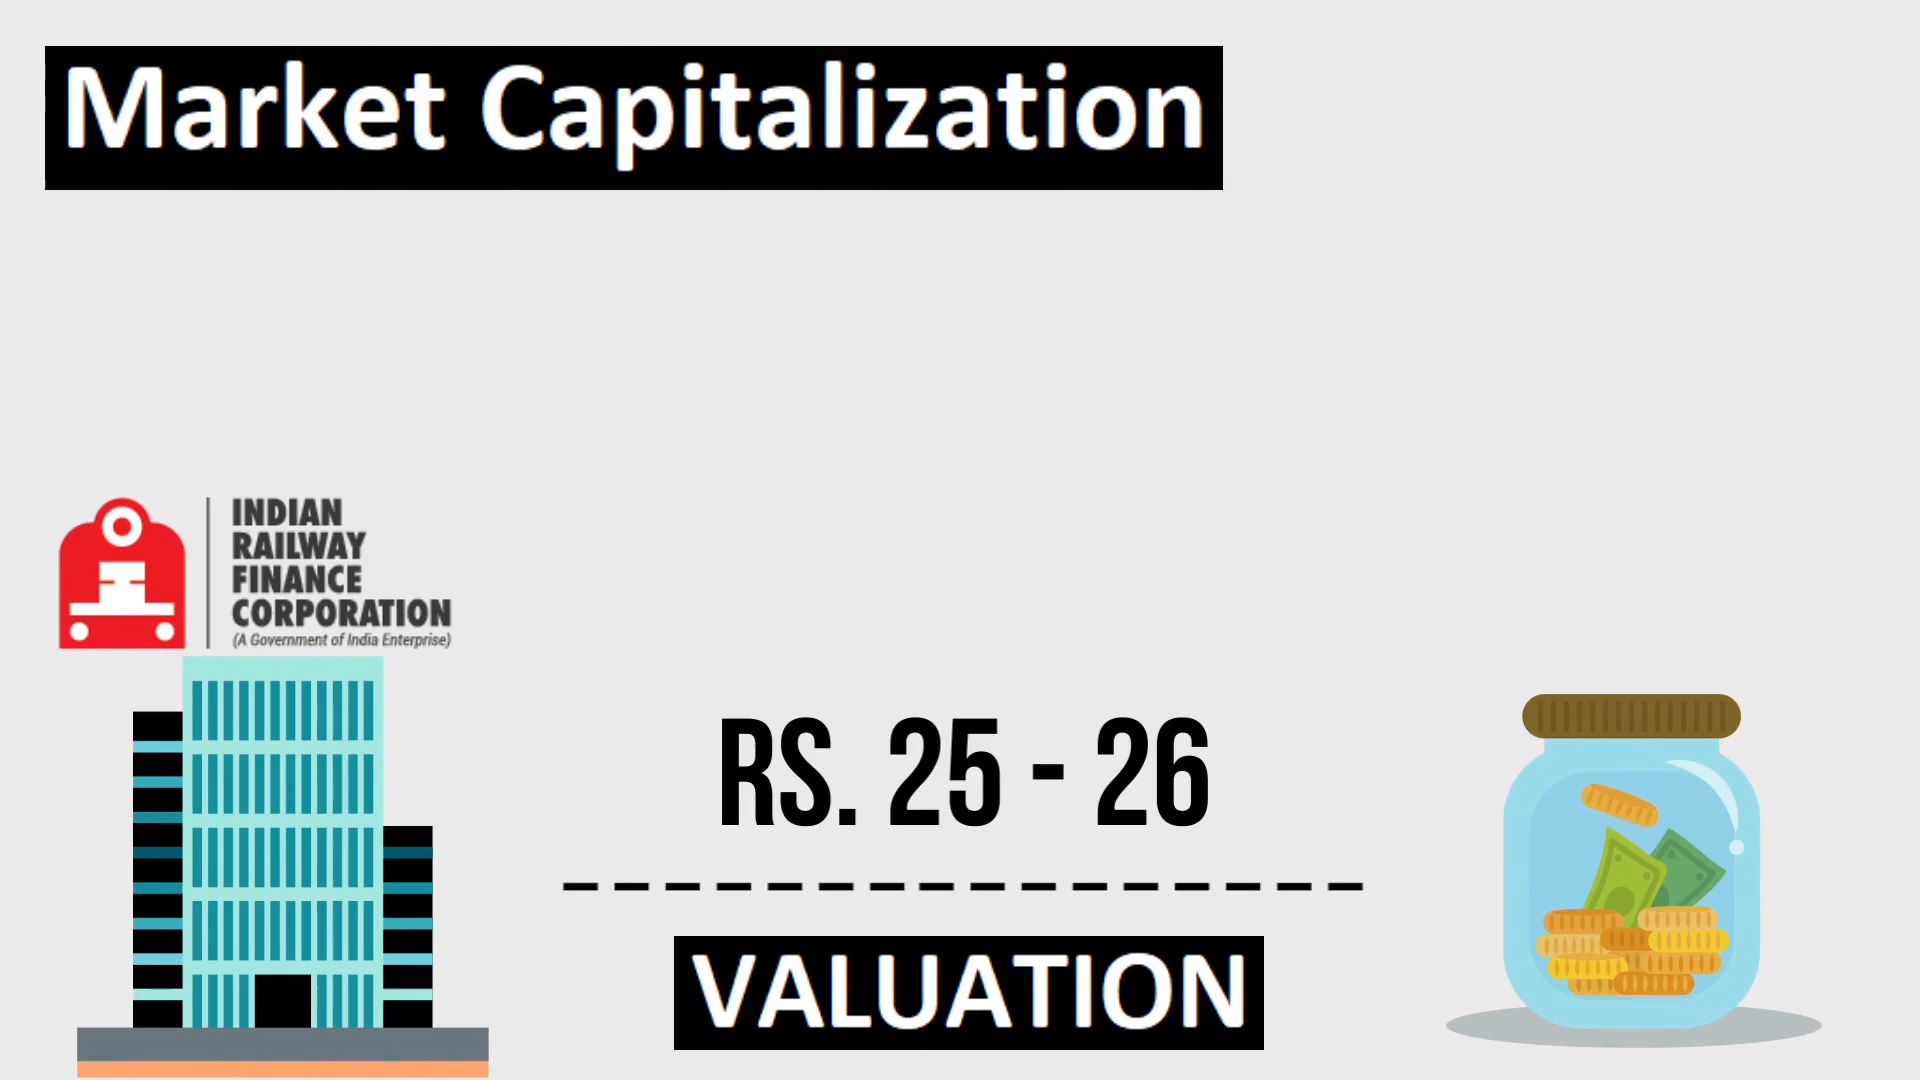 Market Capitalization
INDIAN
RAILWAY
FINANCE
CORPORATION
(A Government of India Enterprise)
RS. 25 - 26
VALUATION